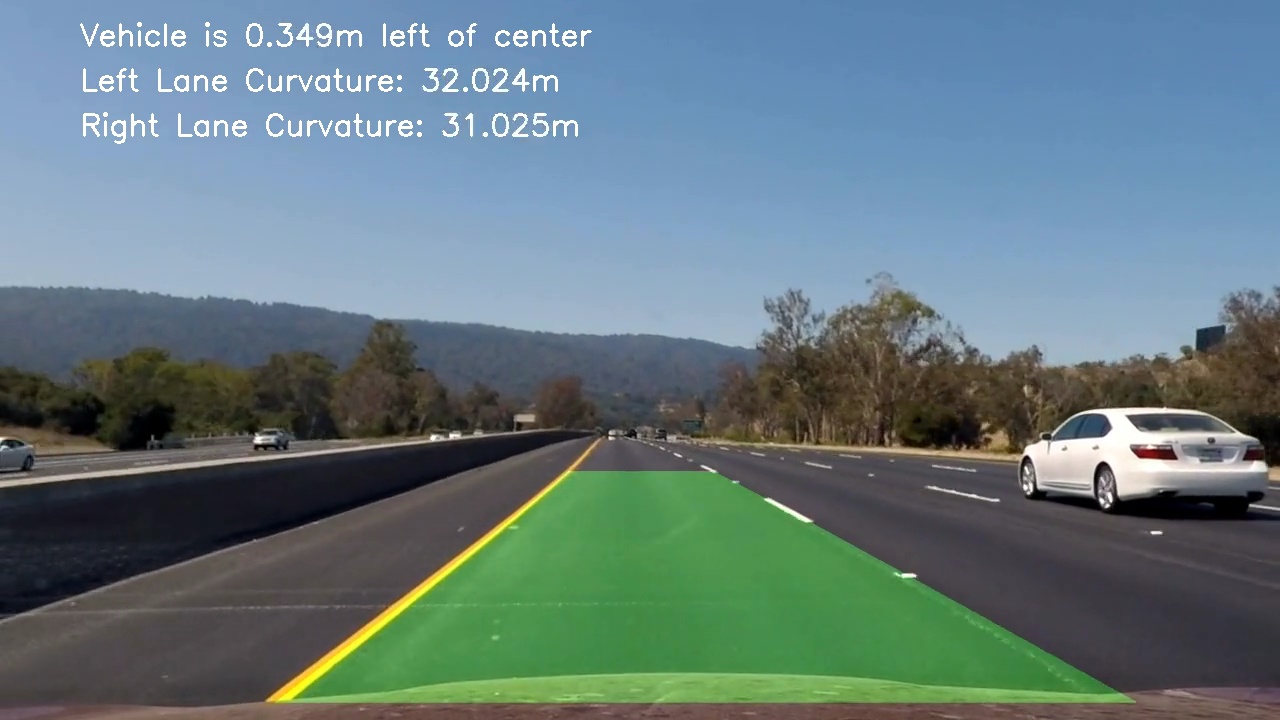 Vehicle is 0.349m left of center
Left Lane Curvature: 32.024m
Right Lane Curvature: 31.025m